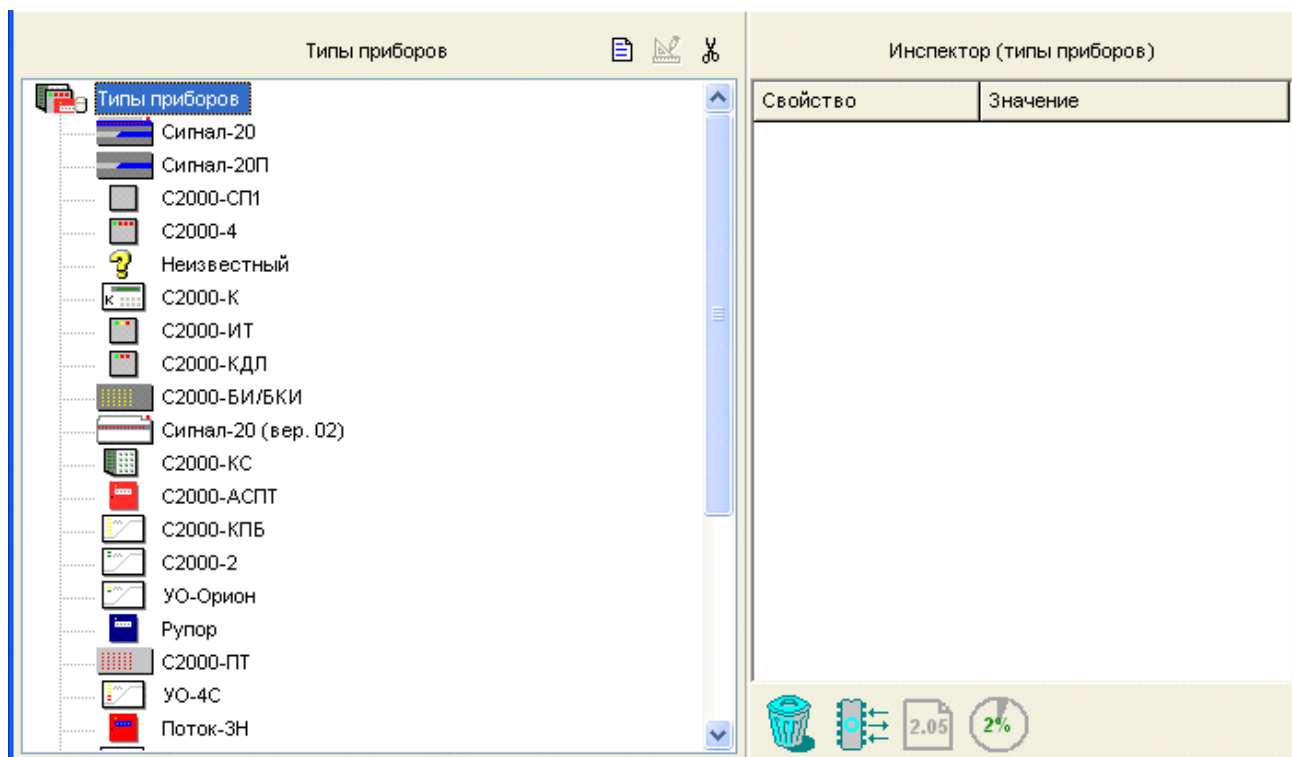 Типы приборов
Инспектор (типы приборов)
Типы приборов
Свойство Значение
Сигнал-20
Сигнал-20П
С2000-СП1
С2000-4
Неизвестный
К С2000-К
С2000-ИТ
С2000-КДЛ
С2000-БИ/БКИ
Сигнал-20 (вер. 02)
С2000-КС
С2000-АСПТ
С2000-КПБ
С2000-2
УО-Орион
Рупор
С2000-ПТ
УО-4С
Поток-3Н
2.05 2%